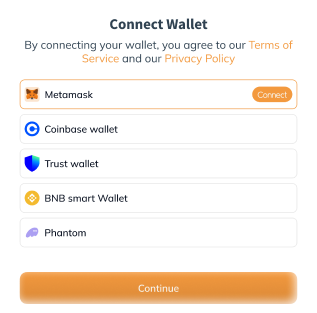 Connect Wallet
By connecting your wallet, you agree to our Terms of
Service and our Privacy Policy
Metamask Connect
Coinbase wallet
Trust wallet
BNB smart Wallet
Phantom
Continue